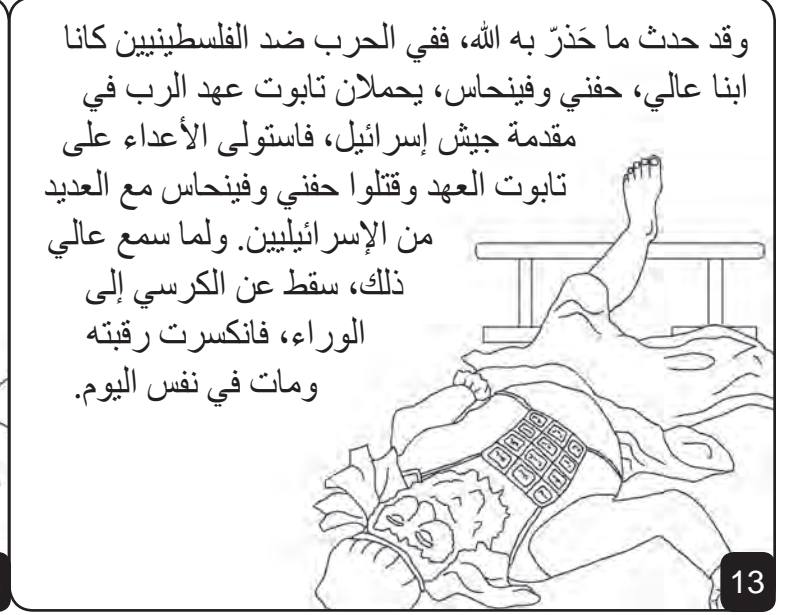 وقد حدث ما حَذرّ به الله، ففي الحرب ضد الفلسطينيين كانا
ابنا عالي، حفني وفينحاس، يحملان تابوت عهد الرب في
مقدمة جيش إسرائيل، فاستولى الأعداء على
تابوت العهد وقتلوا حفني وفينحاس مع العديد
من الإسرائيليين. ولما سمع عالي
ذلك، سقط عن الكرسي إلى
الوراء، فانكسرت رقبته
ومات في نفس اليوم.
13